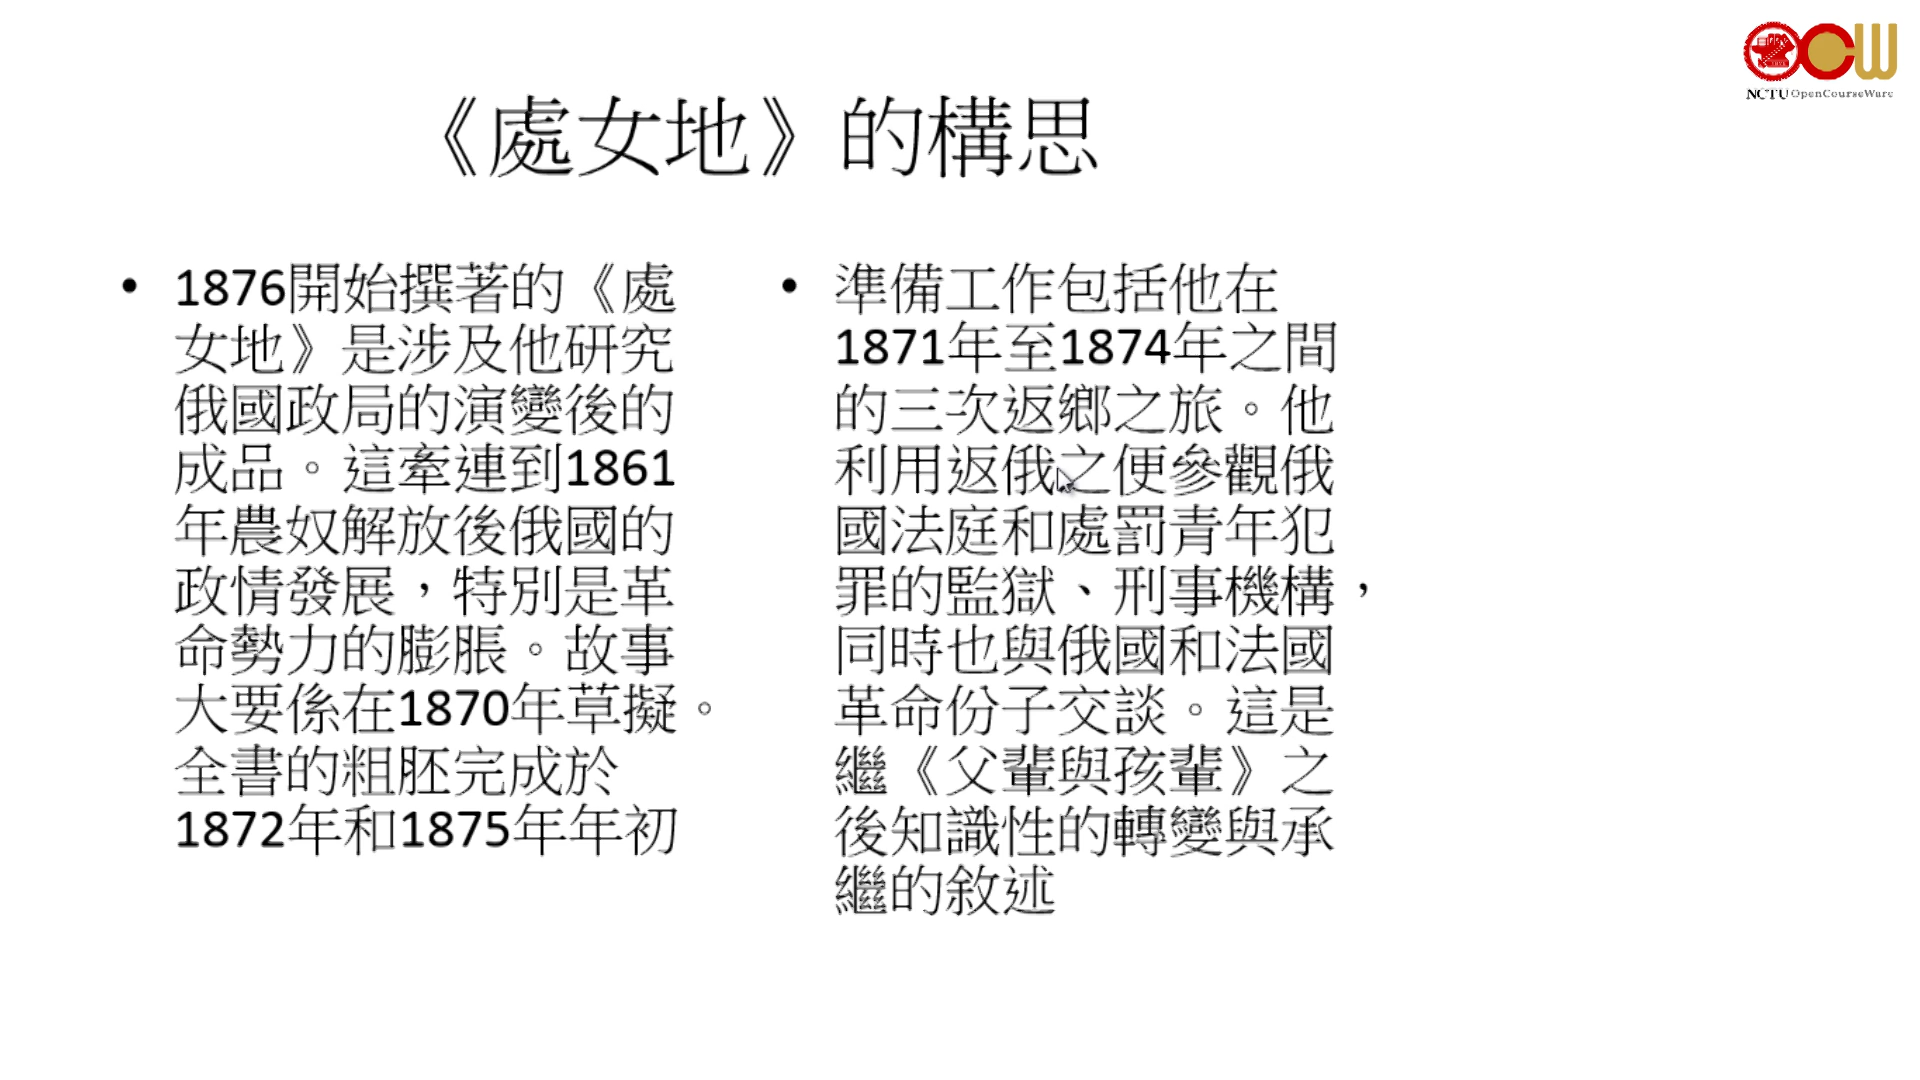 NCTU OpenCourseWare
《處女地》的構思
• 1876開始撰著的《處
女地》是涉及他研究
俄國政局的演變後的
成品。這牽連到1861
年農奴解放後俄國的
政情發展，特別是革
命勢力的膨脹。故事
大要係在1870年草擬。
全書的粗胚完成於
1872年和1875年年初
• 準備工作包括他在
1871年至1874年之間
的三次返鄉之旅。他
利用返俄之便參觀俄
國法庭和處罰青年犯
罪的監獄、刑事機構，
同時也與俄國和法國
革命份子交談。這是
繼《父輩與孩輩》之
後知識性的轉變與承
繼的敘述